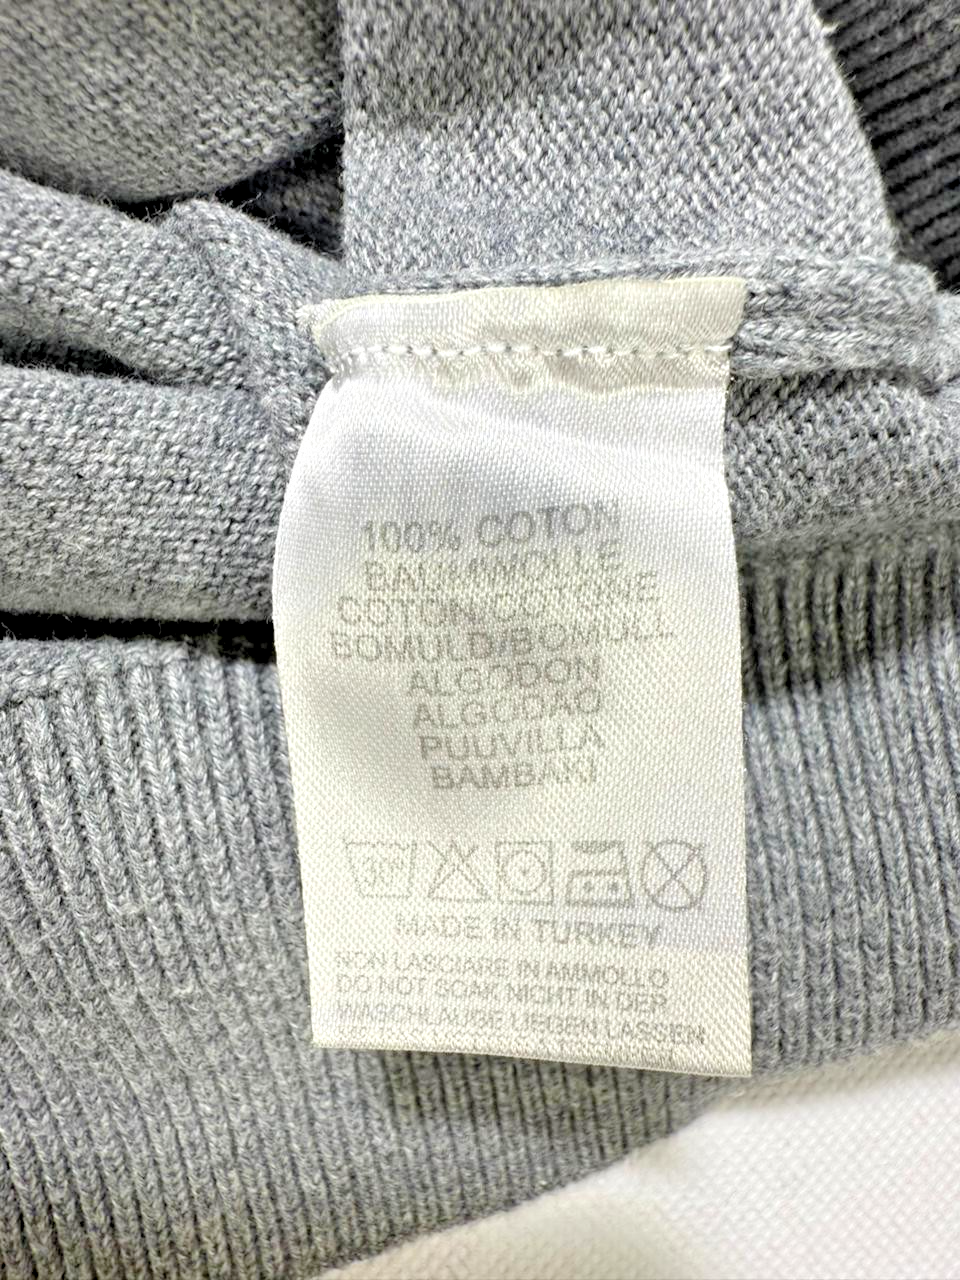 100% COTON
BAUMWOLLE
COTON/COTONE
BOMULD/BOMULL
ALGODON
ALGODAO
PUUVILLA
BAMBAKI
30°
MADE IN TURKEY
NON LASCIARE IN AMMOLLO
DO NOT SOAK NICHT IN DER
WASCHLAUGE LIEGEN LASSEN